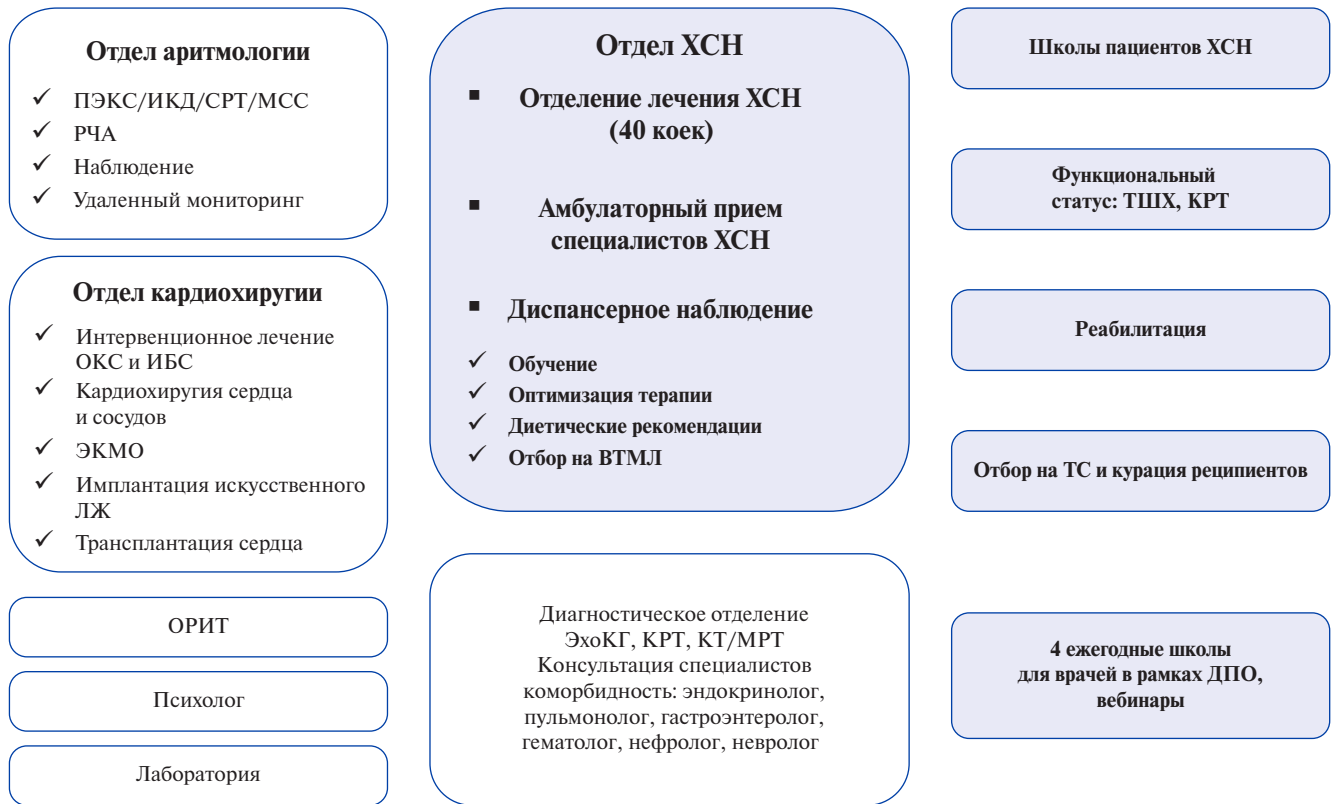 Отдел аритмологии
✓ ПЭКС/ИКД/СРТ/МСС
✓ РЧА
✓ Наблюдение
✓ Удаленный мониторинг
Отдел кардиохиругии
✓ Интервенционное лечение
ОКС и ИБС
✓ Кардиохиругия сердца
и сосудов
✓ ЭКМО
✓ Имплантация искусственного
ЛЖ
✓ Трансплантация сердца
ОРИТ
Психолог
Лаборатория
Отдел ХСН
▪ Отделение лечения ХСН
(40 коек)
▪ Амбулаторный прием
специалистов ХСН
▪ Диспансерное наблюдение
✓ Обучение
✓ Оптимизация терапии
✓ Диетические рекомендации
✓ Отбор на ВТМЛ
Диагностическое отделение
ЭхоКГ, КРТ, КТ/МРТ
Консультация специалистов
коморбидность: эндокринолог,
пульмонолог, гастроэнтеролог,
гематолог, нефролог, невролог
Школы пациентов ХСН
Функциональный
статус: ТШХ, КРТ
Реабилитация
Отбор на ТС и курация реципиентов
4 ежегодные школы
для врачей в рамках ДПО,
вебинары